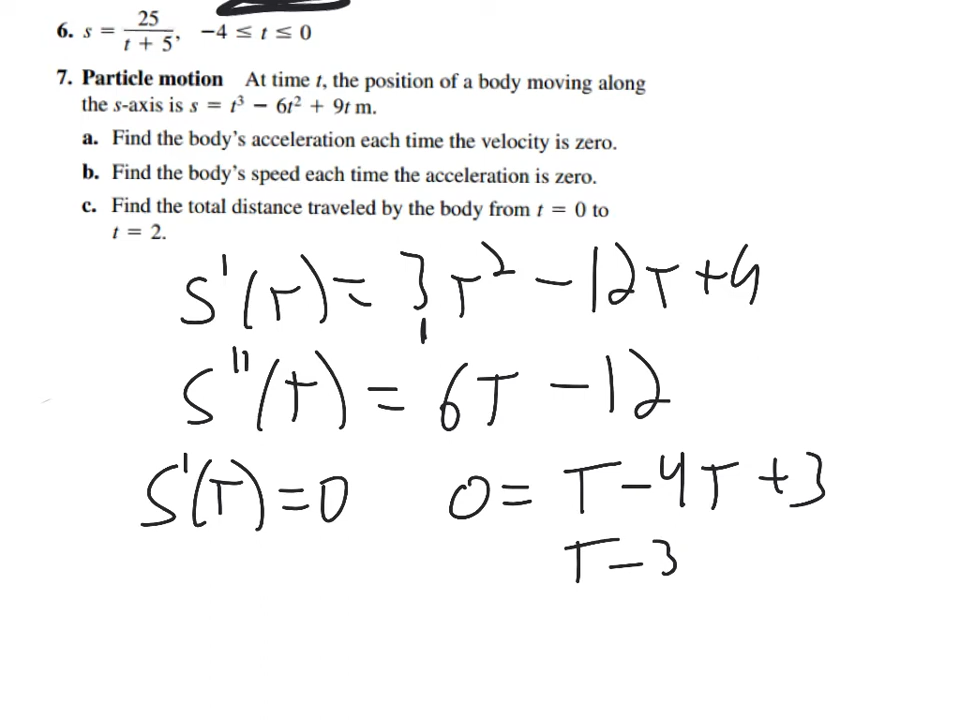 6. s = 25/(t + 5), −4 ≤ t ≤ 0
7. Particle motion At time t, the position of a body moving along
the s-axis is s = t³ − 6t² + 9t m.
a. Find the body's acceleration each time the velocity is zero.
b. Find the body's speed each time the acceleration is zero.
c. Find the total distance traveled by the body from t = 0 to
t = 2.
S'(T) = 3T² − 12T + 9
S''(t) = 6T − 12
S'(T) = 0 0 = T − 4T + 3
T − 3